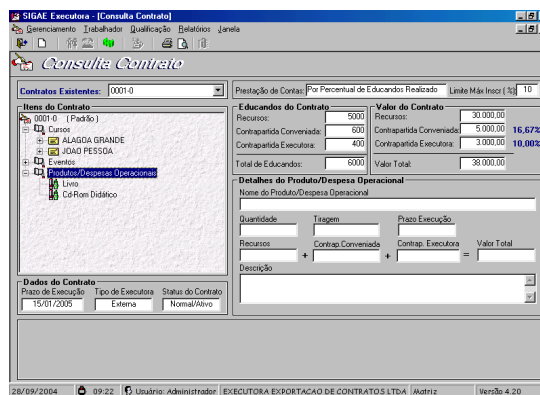 SIGAE Executora - [Consulta Contrato]
Gerenciamento Trabalhador Qualificação Relatórios Janela
Consulta Contrato
Contratos Existentes: 0001-0
Prestação de Contas: Por Percentual de Educandos Realizado Limite Máx Inscr ( %): 10
Itens do Contrato
0001-0 ( Padrão )
Cursos
ALAGOA GRANDE
JOAO PESSOA
Eventos
Produtos/Despesas Operacionais
Livro
Cd-Rom Didático
Educandos do Contrato
Recursos: 5000
Contrapartida Conveniada: 600
Contrapartida Executora: 400
Total de Educandos: 6000
Valor do Contrato
Recursos: 30.000,00
Contrapartida Conveniada: 5.000,00 16,67%
Contrapartida Executora: 3.000,00 10,00%
Valor Total: 38.000,00
Detalhes do Produto/Despesa Operacional
Nome do Produto/Despesa Operacional
Quantidade Tiragem Prazo Execução
Recursos Contrap.Conveniada Contrap. Executora Valor Total
+ + =
Descrição
Dados do Contrato
Prazo de Execução Tipo de Executora Status do Contrato
15/01/2005 Externa Normal/Ativo
28/09/2004 09:22 Usuário: Administrador EXECUTORA EXPORTACAO DE CONTRATOS LTDA Matriz Versão 4.20